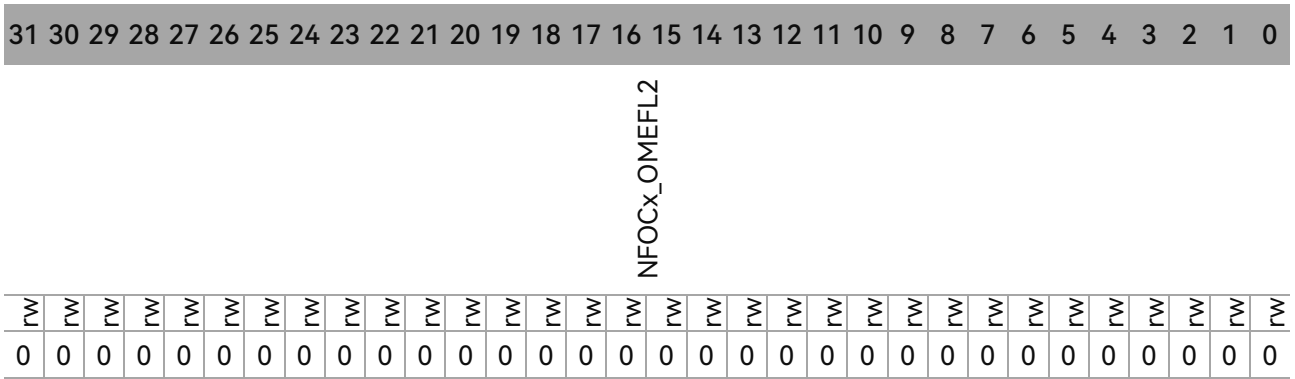 31 30 29 28 27 26 25 24 23 22 21 20 19 18 17 16 15 14 13 12 11 10 9 8 7 6 5 4 3 2 1 0
NFOCx_OMEFL2
rw rw rw rw rw rw rw rw rw rw rw rw rw rw rw rw rw rw rw rw rw rw rw rw rw rw rw rw rw rw rw rw
0 0 0 0 0 0 0 0 0 0 0 0 0 0 0 0 0 0 0 0 0 0 0 0 0 0 0 0 0 0 0 0